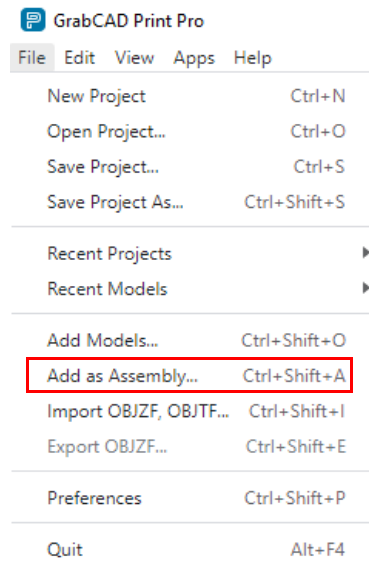 GrabCAD Print Pro
File Edit View Apps Help
New Project Ctrl+N
Open Project... Ctrl+O
Save Project... Ctrl+S
Save Project As... Ctrl+Shift+S
Recent Projects
Recent Models
Add Models... Ctrl+Shift+O
Add as Assembly... Ctrl+Shift+A
Import OBJZF, OBJTF... Ctrl+Shift+I
Export OBJZF... Ctrl+Shift+E
Preferences Ctrl+Shift+P
Quit Alt+F4